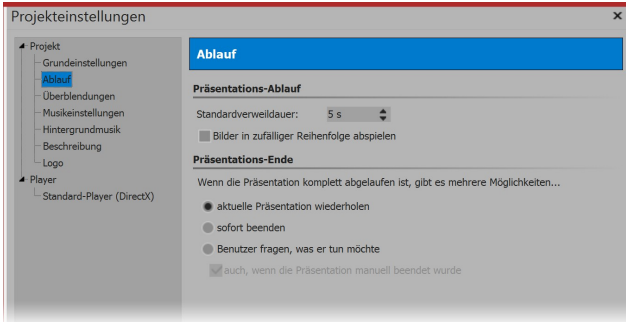 Projekteinstellungen
Projekt
Grundeinstellungen
Ablauf
Überblendungen
Musikeinstellungen
Hintergrundmusik
Beschreibung
Logo
Player
Standard-Player (DirectX)
Ablauf
Präsentations-Ablauf
Standardverweildauer: 5 s
Bilder in zufälliger Reihenfolge abspielen
Präsentations-Ende
Wenn die Präsentation komplett abgelaufen ist, gibt es mehrere Möglichkeiten...
aktuelle Präsentation wiederholen
sofort beenden
Benutzer fragen, was er tun möchte
auch, wenn die Präsentation manuell beendet wurde